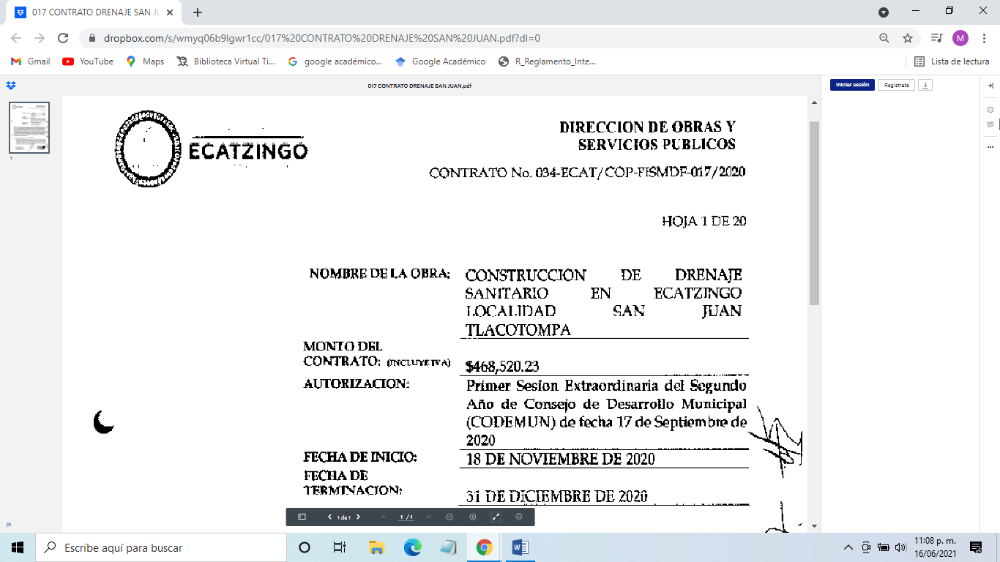 017 CONTRATO DRENAJE SAN JU
dropbox.com/s/wmyq06b9lgwr1cc/017%20CONTRATO%20DRENAJE%20SAN%20JUAN.pdf?dl=0
M
Gmail YouTube Maps Biblioteca Virtual Ti... google académico... Google Académico R_Reglamento_Inte... Lista de lectura
017 CONTRATO DRENAJE SAN JUAN.pdf
Iniciar sesión Regístrate
1
ECATZINGO
DIRECCION DE OBRAS Y
SERVICIOS PUBLICOS
CONTRATO No. 034-ECAT/COP-FISMDF-017/2020
HOJA 1 DE 20
NOMBRE DE LA OBRA: CONSTRUCCION DE DRENAJE
SANITARIO EN ECATZINGO
LOCALIDAD SAN JUAN
TLACOTOMPA
MONTO DEL
CONTRATO: (INCLUYE IVA) $468,520.23
AUTORIZACION: Primer Sesion Extraordinaria del Segundo
Año de Consejo de Desarrollo Municipal
(CODEMUN) de fecha 17 de Septiembre de
2020
FECHA DE INICIO: 18 DE NOVIEMBRE DE 2020
FECHA DE
TERMINACION: 31 DE DICIEMBRE DE 2020
1 de 1 1 / 1
Escribe aquí para buscar
11:08 p. m.
16/06/2021